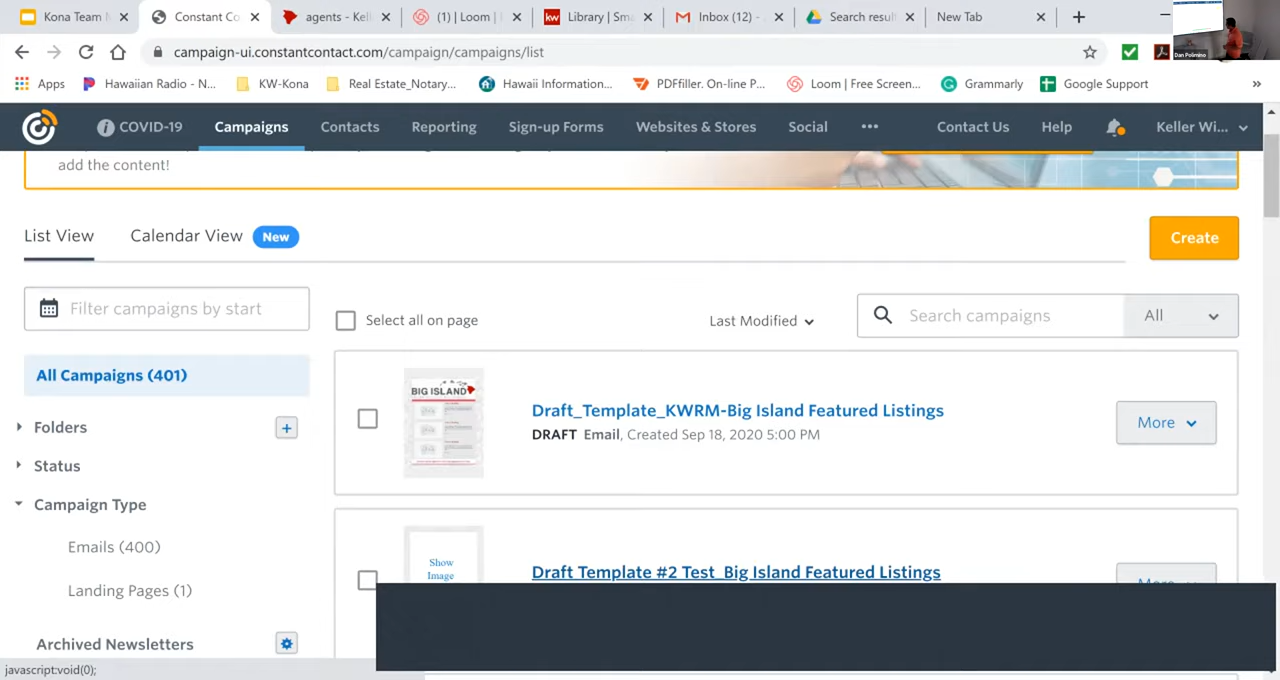 Kona Team M
Constant Co
agents - Kell
(1) | Loom |
Library | Sma
Inbox (12) -
Search resul
New Tab
campaign-ui.constantcontact.com/campaign/campaigns/list
Dan Polimino
Apps
Hawaiian Radio - N...
KW-Kona
Real Estate_Notary...
Hawaii Information...
PDFfiller. On-line P...
Loom | Free Screen...
Grammarly
Google Support
»
COVID-19
Campaigns
Contacts
Reporting
Sign-up Forms
Websites & Stores
Social
•••
Contact Us
Help
Keller Wi...
add the content!
List View
Calendar View
New
Create
Filter campaigns by start
Select all on page
Last Modified
Search campaigns
All
All Campaigns (401)
Folders
Status
Campaign Type
Emails (400)
Landing Pages (1)
Archived Newsletters
BIG ISLAND
Draft_Template_KWRM-Big Island Featured Listings
DRAFT Email, Created Sep 18, 2020 5:00 PM
More
Show
Image
Draft Template #2 Test_Big Island Featured Listings
More
javascript:void(0);